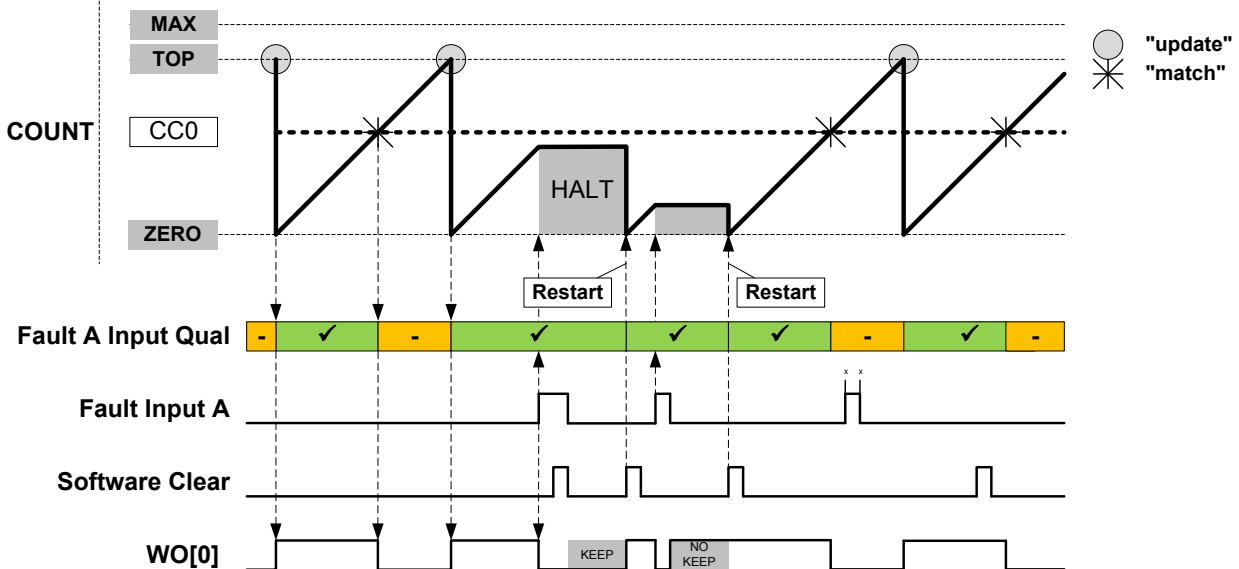 MAX
TOP
"update"
"match"
COUNT
CC0
HALT
ZERO
Restart
Restart
Fault A Input Qual
- ✓ - ✓ ✓ ✓ - ✓ -
x x
Fault Input A
Software Clear
WO[0]
KEEP
NO
KEEP